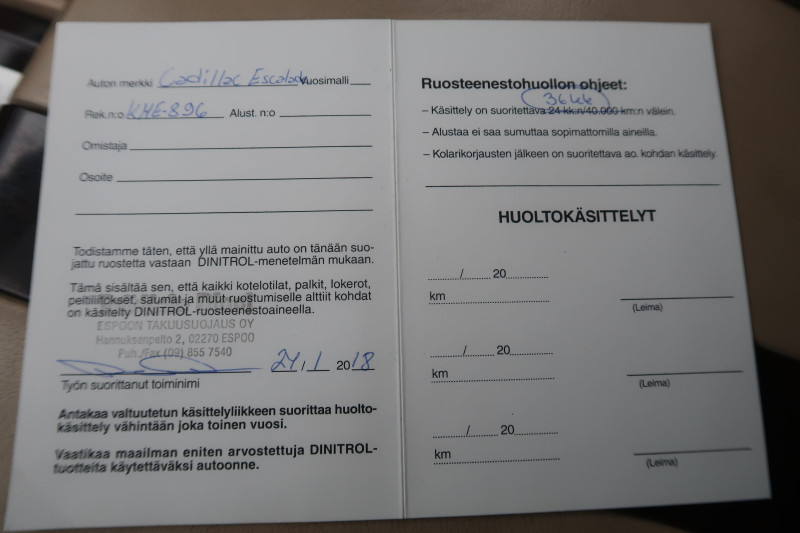 Auton merkki Cadillac Escalade Vuosimalli
Rek.n:o KHE-896 Alust. n:o
Omistaja
Osoite
Todistamme täten, että yllä mainittu auto on tänään suo-
jattu ruostetta vastaan DINITROL-menetelmän mukaan.
Tämä sisältää sen, että kaikki kotelotilat, palkit, lokerot,
peltiliitokset, saumat ja muut ruostumiselle alttiit kohdat
on käsitelty DINITROL-ruosteenestoaineella.
ESPOON TAKUUSUOJAUS OY
Hannuksenpelto 2, 02270 ESPOO
Puh./Fax (09) 855 7540
24 / 1 2018
Työn suorittanut toiminimi
Antakaa valtuutetun käsittelyliikkeen suorittaa huolto-
käsittely vähintään joka toinen vuosi.
Vaatikaa maailman eniten arvostettuja DINITROL-
tuotteita käytettäväksi autoonne.
Ruosteenestohuollon ohjeet:
36 kk
– Käsittely on suoritettava 24 kk:n/40.000 km:n välein.
– Alustaa ei saa sumuttaa sopimattomilla aineilla.
– Kolarikorjausten jälkeen on suoritettava ao. kohdan käsittely.
HUOLTOKÄSITTELYT
/ 20
km (Leima)
/ 20
km (Leima)
/ 20
km (Leima)